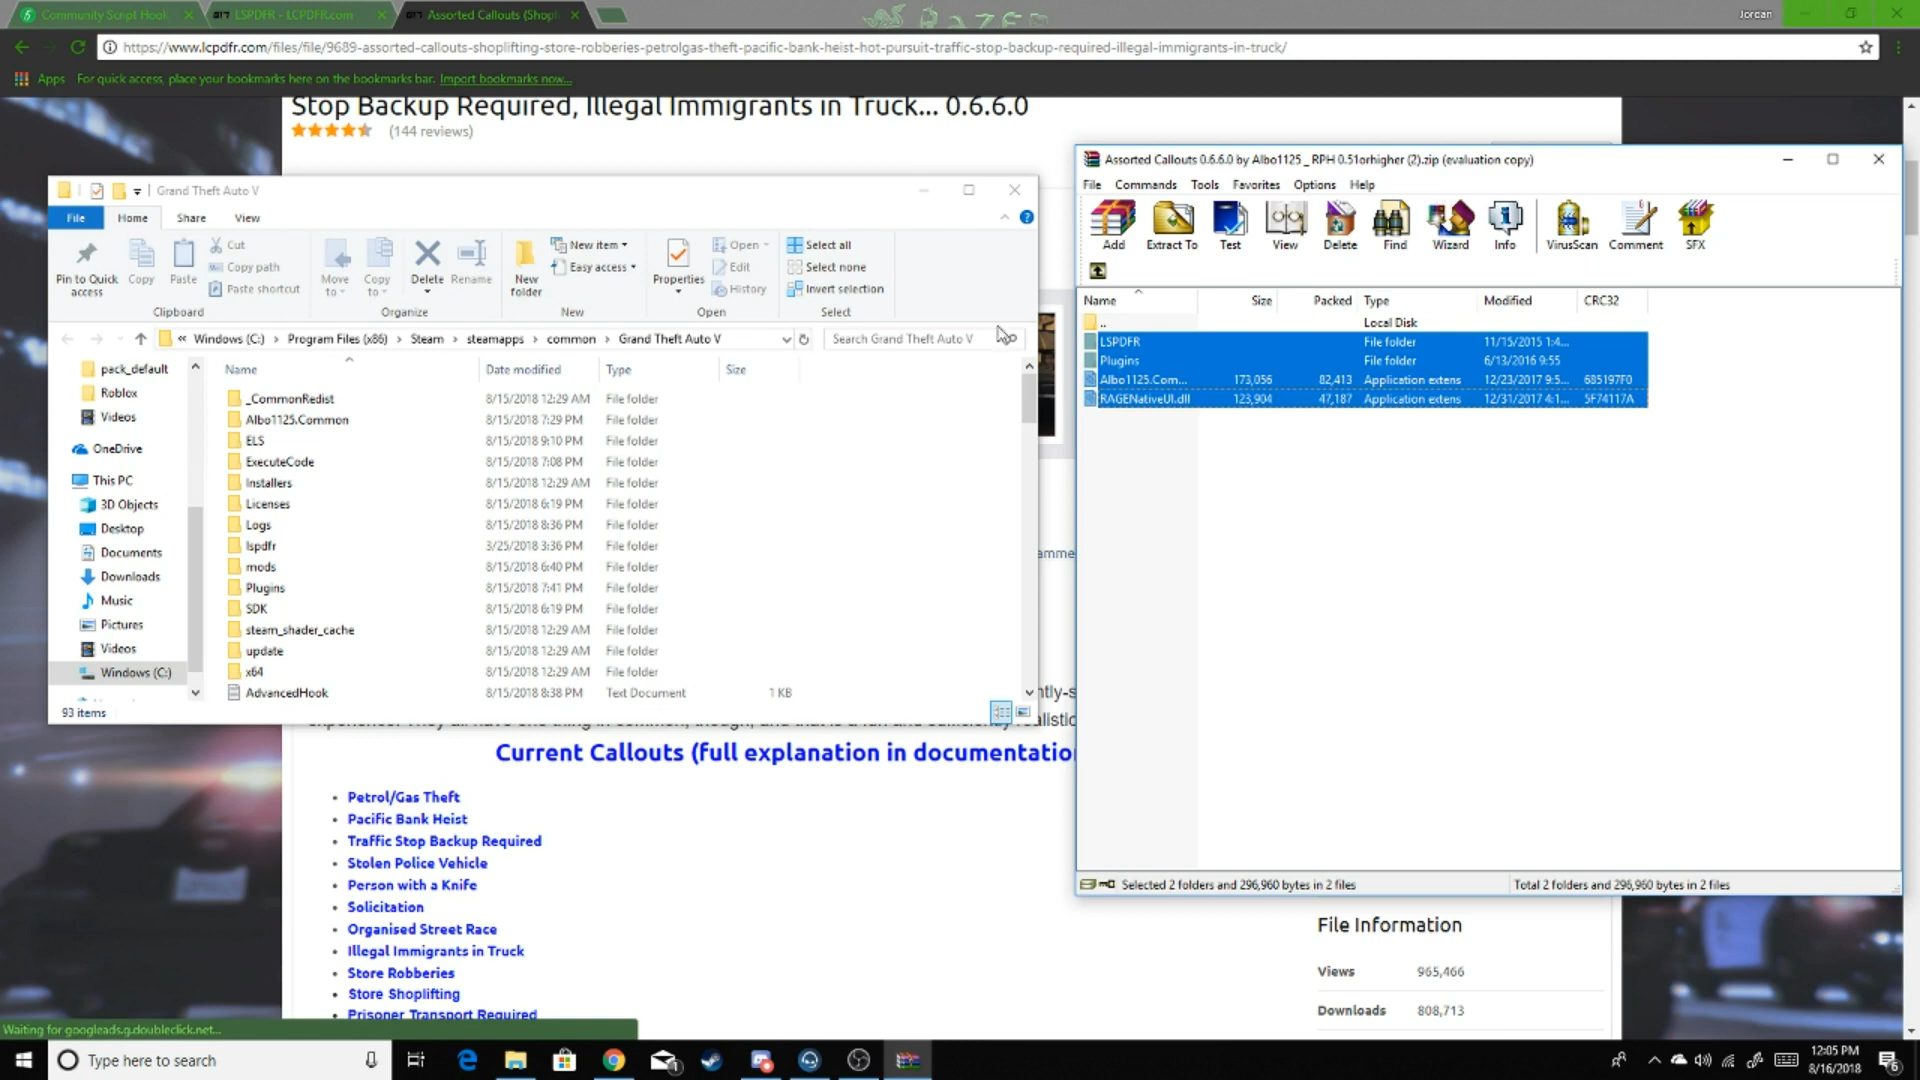 Community Script Hook
LSPDFR - LCPDFR.com
Assorted Callouts (Shopl
RAZER
Jordan
https://www.lcpdfr.com/files/file/9689-assorted-callouts-shoplifting-store-robberies-petrolgas-theft-pacific-bank-heist-hot-pursuit-traffic-stop-backup-required-illegal-immigrants-in-truck/
Apps For quick access, place your bookmarks here on the bookmarks bar. Import bookmarks now...
Stop Backup Required, Illegal Immigrants in Truck... 0.6.6.0
(144 reviews)
Grand Theft Auto V
File Home Share View
Pin to Quick access
Copy
Paste
Cut
Copy path
Paste shortcut
Clipboard
Move to
Copy to
Delete
Rename
Organize
New folder
New item
Easy access
New
Properties
Open
Edit
History
Open
Select all
Select none
Invert selection
Select
« Windows (C:) > Program Files (x86) > Steam > steamapps > common > Grand Theft Auto V
Search Grand Theft Auto V
pack_default
Roblox
Videos
OneDrive
This PC
3D Objects
Desktop
Documents
Downloads
Music
Pictures
Videos
Windows (C:)
Name Date modified Type Size
_CommonRedist 8/15/2018 12:29 AM File folder
Albo1125.Common 8/15/2018 7:29 PM File folder
ELS 8/15/2018 9:10 PM File folder
ExecuteCode 8/15/2018 7:08 PM File folder
Installers 8/15/2018 12:29 AM File folder
Licenses 8/15/2018 6:19 PM File folder
Logs 8/15/2018 8:36 PM File folder
lspdfr 3/25/2018 3:36 PM File folder
mods 8/15/2018 6:40 PM File folder
Plugins 8/15/2018 7:41 PM File folder
SDK 8/15/2018 6:19 PM File folder
steam_shader_cache 8/15/2018 12:29 AM File folder
update 8/15/2018 12:29 AM File folder
x64 8/15/2018 12:29 AM File folder
AdvancedHook 8/15/2018 8:38 PM Text Document 1 KB
93 items
Assorted Callouts 0.6.6.0 by Albo1125 _ RPH 0.51orhigher (2).zip (evaluation copy)
File Commands Tools Favorites Options Help
Add Extract To Test View Delete Find Wizard Info VirusScan Comment SFX
Name Size Packed Type Modified CRC32
.. Local Disk
LSPDFR File folder 11/15/2015 1:4...
Plugins File folder 6/13/2016 9:55
Albo1125.Com... 173,056 82,413 Application extens 12/23/2017 9:5... 685197F0
RAGENativeUI.dll 123,904 47,187 Application extens 12/31/2017 4:1... 5F74117A
Selected 2 folders and 296,960 bytes in 2 files
Total 2 folders and 296,960 bytes in 2 files
Current Callouts (full explanation in documentatio
Petrol/Gas Theft
Pacific Bank Heist
Traffic Stop Backup Required
Stolen Police Vehicle
Person with a Knife
Solicitation
Organised Street Race
Illegal Immigrants in Truck
Store Robberies
Store Shoplifting
Prisoner Transport Required
File Information
Views 965,466
Downloads 808,713
Waiting for googleads.g.doubleclick.net...
Type here to search
12:05 PM
8/16/2018